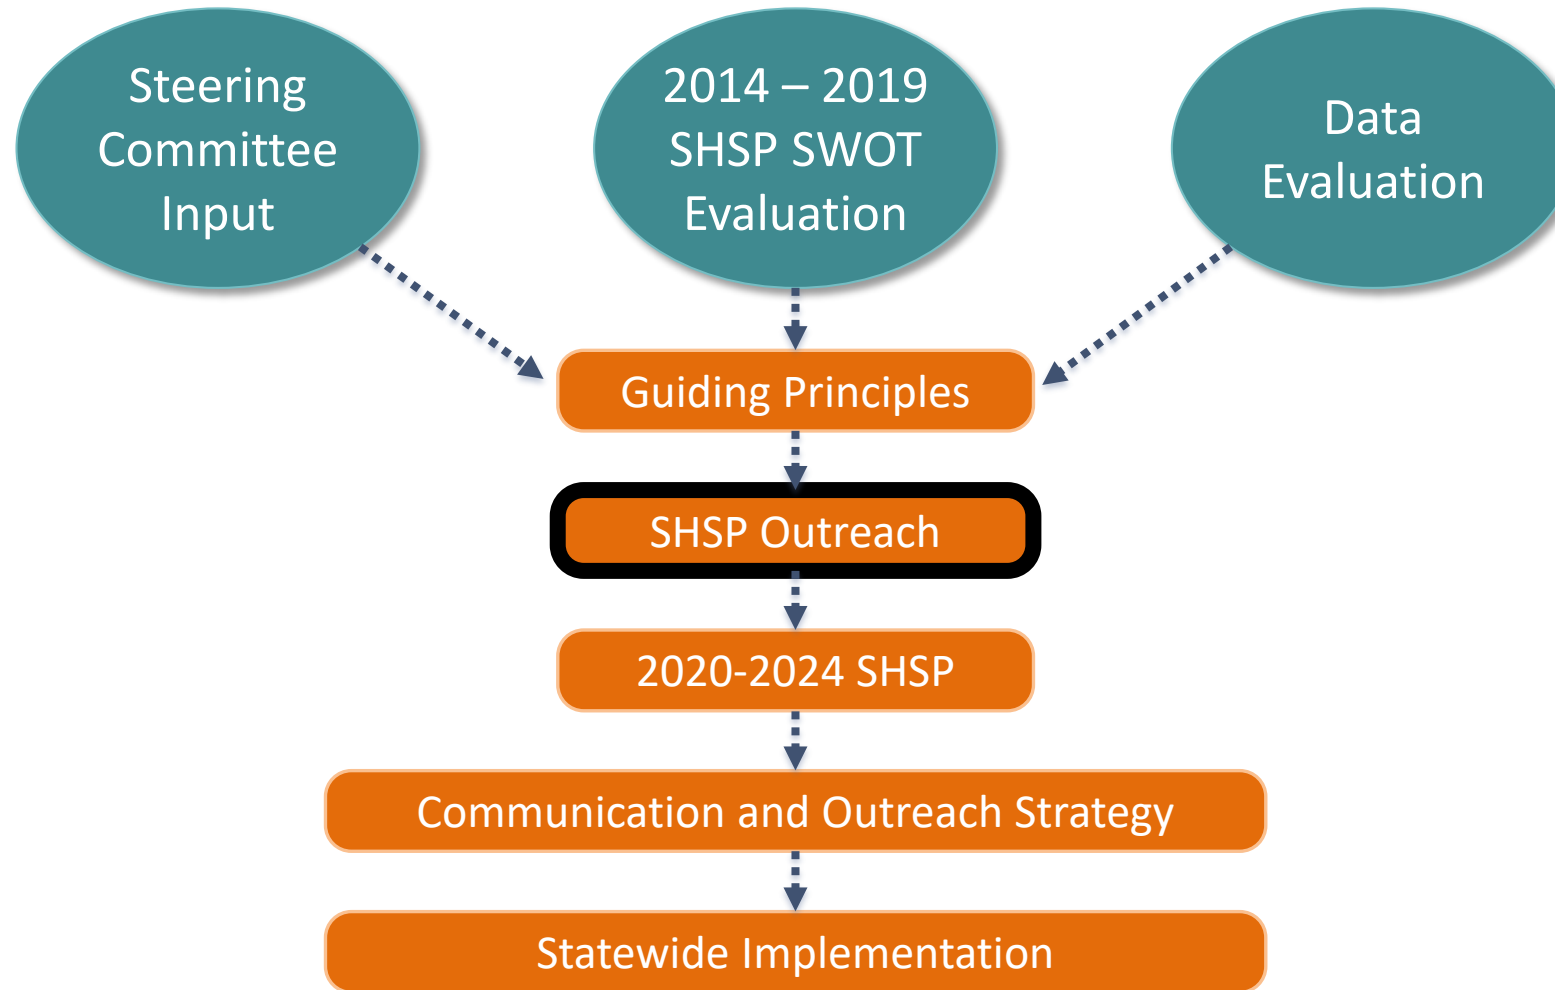 Steering
Committee
Input
2014 – 2019
SHSP SWOT
Evaluation
Data
Evaluation
Guiding Principles
SHSP Outreach
2020-2024 SHSP
Communication and Outreach Strategy
Statewide Implementation